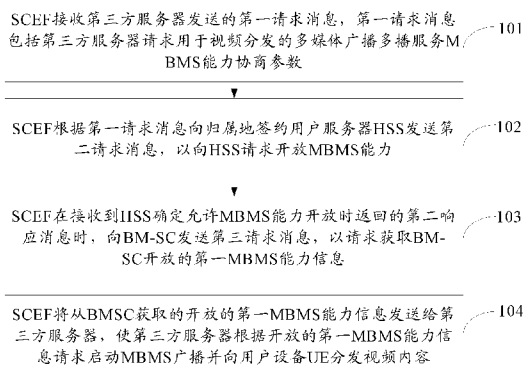 SCEF接收第三方服务器发送的第一请求消息，第一请求消息
包括第三方服务器请求用于视频分发的多媒体广播多播服务M
BMS能力协商参数
101
SCEF根据第一请求消息向归属地签约用户服务器HSS发送第
二请求消息，以向HSS请求开放MBMS能力
102
SCEF在接收到HSS确定允许MBMS能力开放时返回的第二响
应消息时，向BM-SC发送第三请求消息，以请求获取BM-
SC开放的第一MBMS能力信息
103
SCEF将从BMSC获取的开放的第一MBMS能力信息发送给第
三方服务器，使第三方服务器根据开放的第一MBMS能力信
息请求启动MBMS广播并向用户设备UE分发视频内容
104